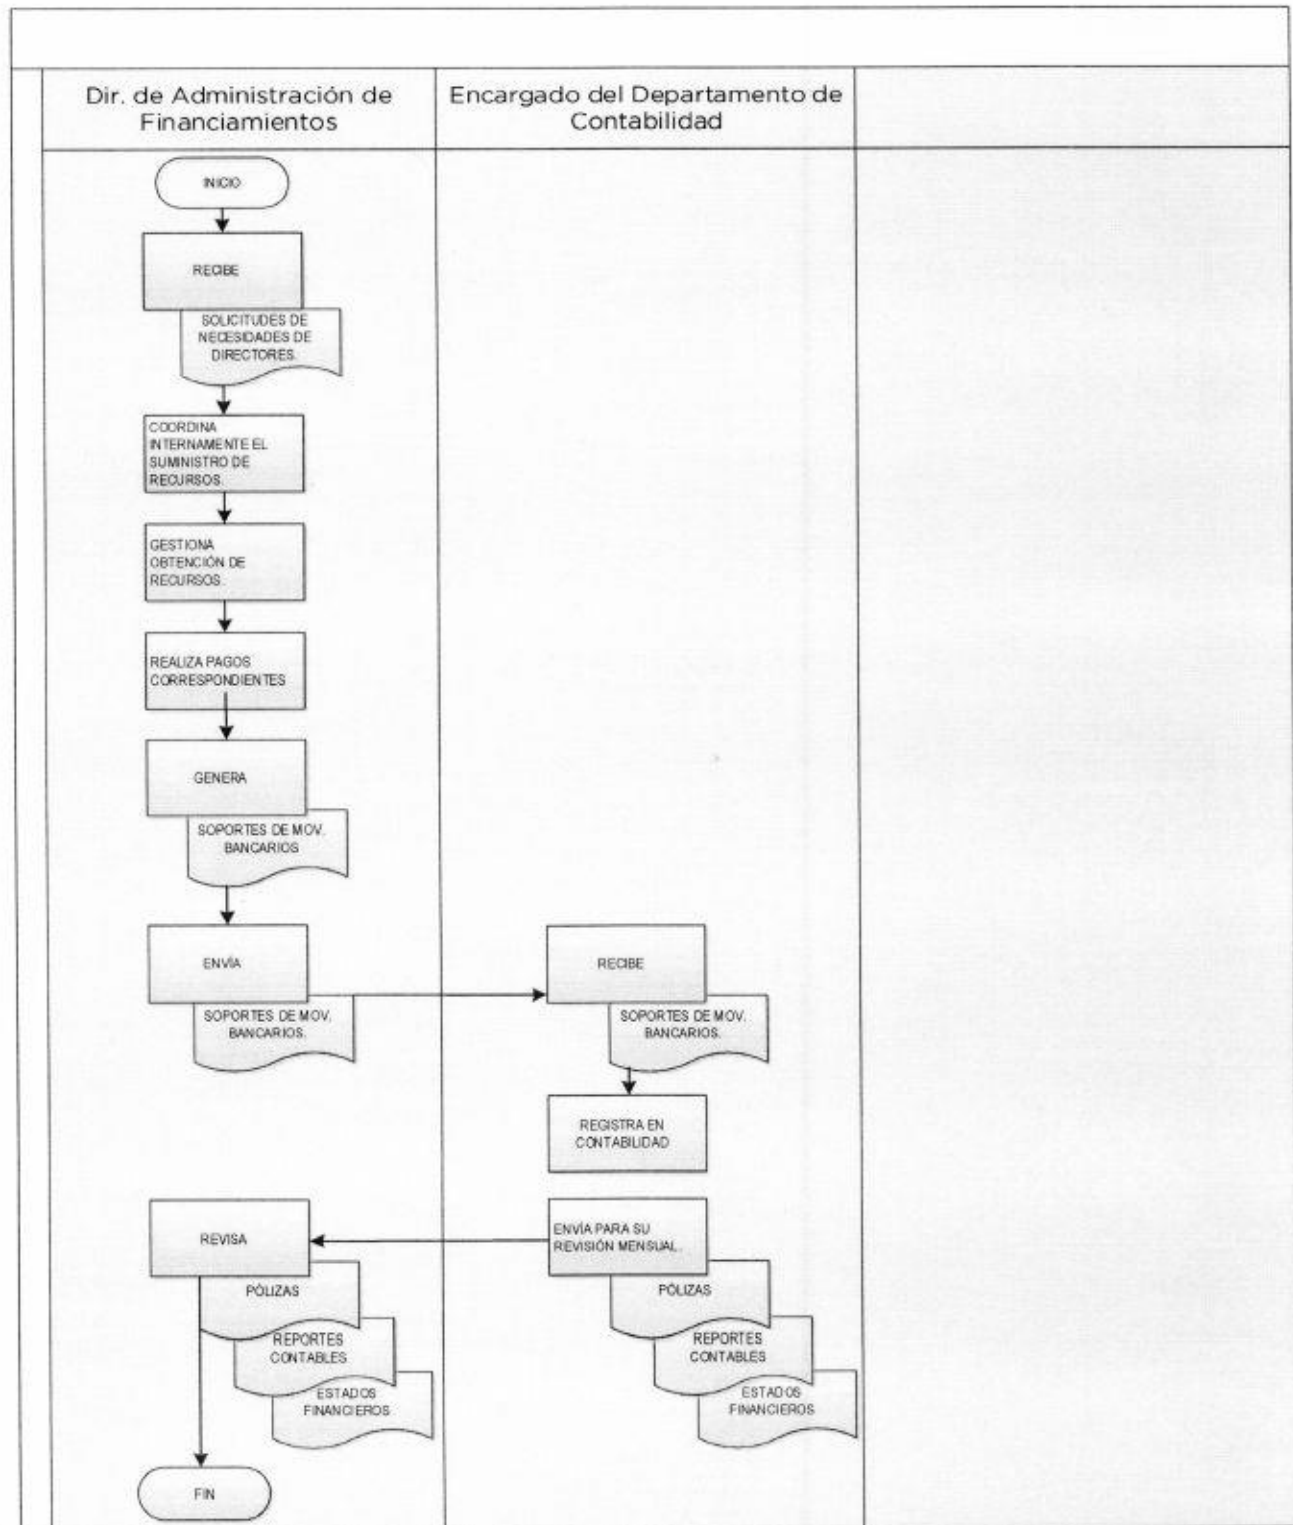 Dir. de Administración de
Financiamientos
Encargado del Departamento de
Contabilidad
INICIO
RECIBE
SOLICITUDES DE
NECESIDADES DE
DIRECTORES.
COORDINA
INTERNAMENTE EL
SUMINISTRO DE
RECURSOS.
GESTIONA
OBTENCIÓN DE
RECURSOS.
REALIZA PAGOS
CORRESPONDIENTES
GENERA
SOPORTES DE MOV.
BANCARIOS
ENVÍA
SOPORTES DE MOV.
BANCARIOS.
RECIBE
SOPORTES DE MOV.
BANCARIOS.
REGISTRA EN
CONTABILIDAD
ENVÍA PARA SU
REVISIÓN MENSUAL.
PÓLIZAS
REPORTES
CONTABLES
ESTADOS
FINANCIEROS
REVISA
PÓLIZAS
REPORTES
CONTABLES
ESTADOS
FINANCIEROS
FIN